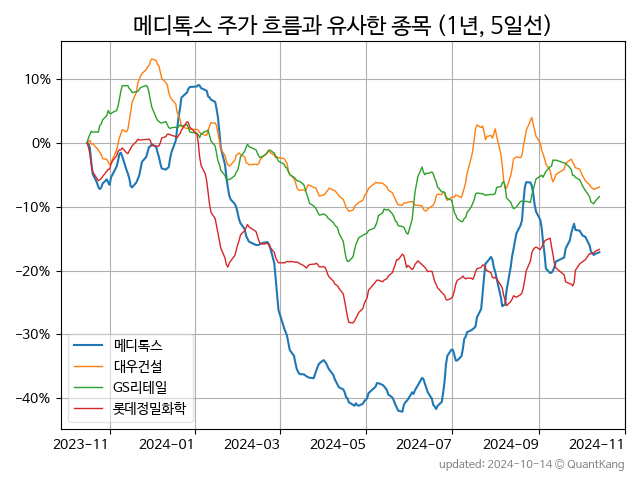 메디톡스 주가 흐름과 유사한 종목 (1년, 5일선)
10%
0%
−10%
−20%
−30%
−40%
메디톡스
대우건설
GS리테일
롯데정밀화학
2023-11
2024-01
2024-03
2024-05
2024-07
2024-09
2024-11
updated: 2024-10-14 © QuantKang